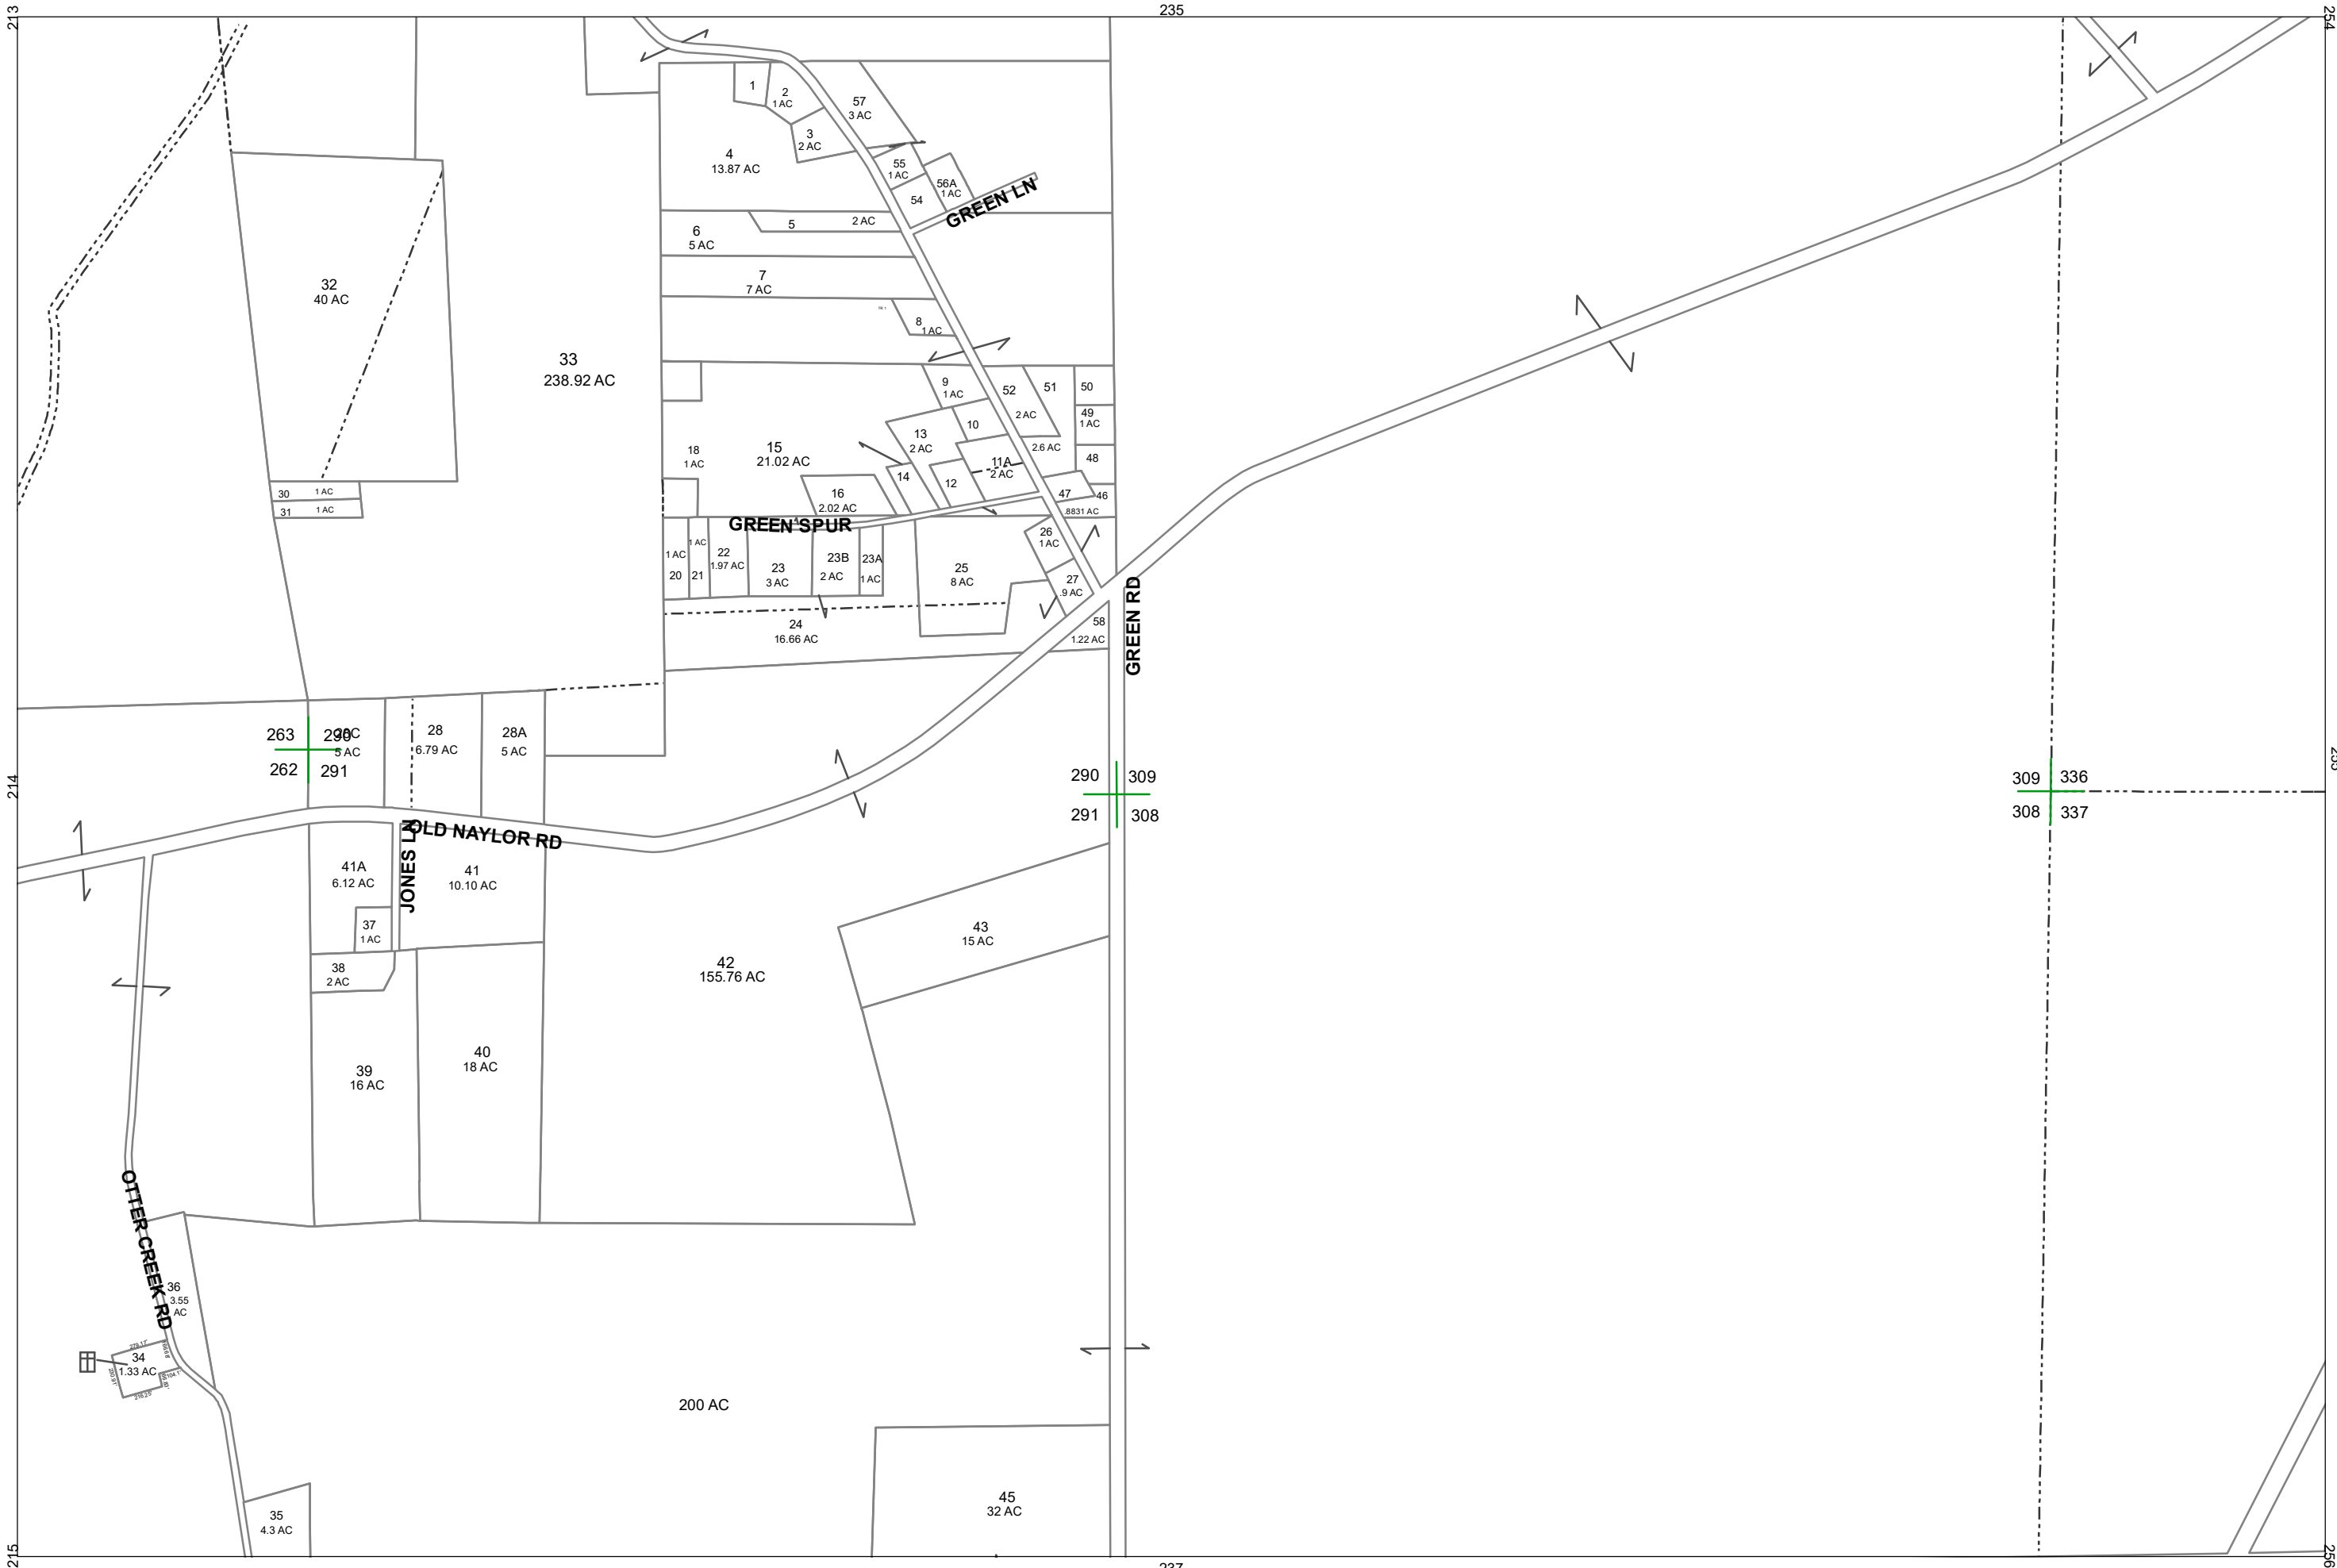 213
235
254
1
2
1 AC
57
3 AC
3
2 AC
4
13.87 AC
55
1 AC
56A
1 AC
54
GREEN LN
5
2 AC
6
5 AC
7
7 AC
32
40 AC
8
1 AC
33
238.92 AC
9
1 AC
52
2 AC
51
50
49
1 AC
10
13
2 AC
2.6 AC
48
15
21.02 AC
18
1 AC
11A
2 AC
14
12
16
2.02 AC
47
46
.8831 AC
30
1 AC
31
1 AC
GREEN SPUR
26
1 AC
1 AC
20
1 AC
21
22
1.97 AC
23
3 AC
23B
2 AC
23A
1 AC
25
8 AC
27
.9 AC
GREEN RD
24
16.66 AC
58
1.22 AC
263
290
5 AC
262
291
28
6.79 AC
28A
5 AC
214
290
309
291
308
309
336
308
337
OLD NAYLOR RD
JONES LN
41A
6.12 AC
41
10.10 AC
37
1 AC
43
15 AC
38
2 AC
42
155.76 AC
39
16 AC
40
18 AC
OTTER CREEK RD
36
3.55
AC
34
1.33 AC
200 AC
45
32 AC
35
4.3 AC
215
237
256